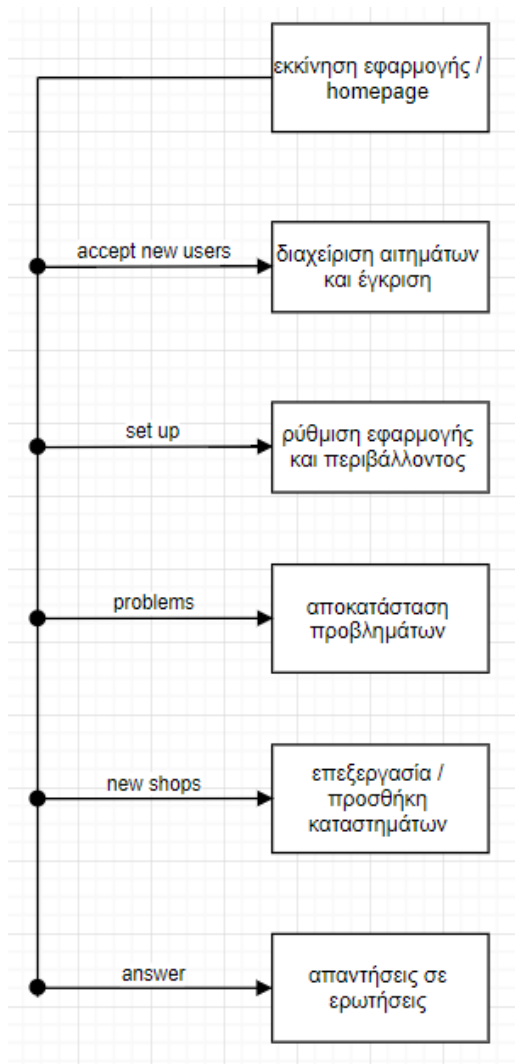 εκκίνηση εφαρμογής /
homepage
accept new users
διαχείριση αιτημάτων
και έγκριση
set up
ρύθμιση εφαρμογής
και περιβάλλοντος
problems
αποκατάσταση
προβλημάτων
new shops
επεξεργασία /
προσθήκη
καταστημάτων
answer
απαντήσεις σε
ερωτήσεις